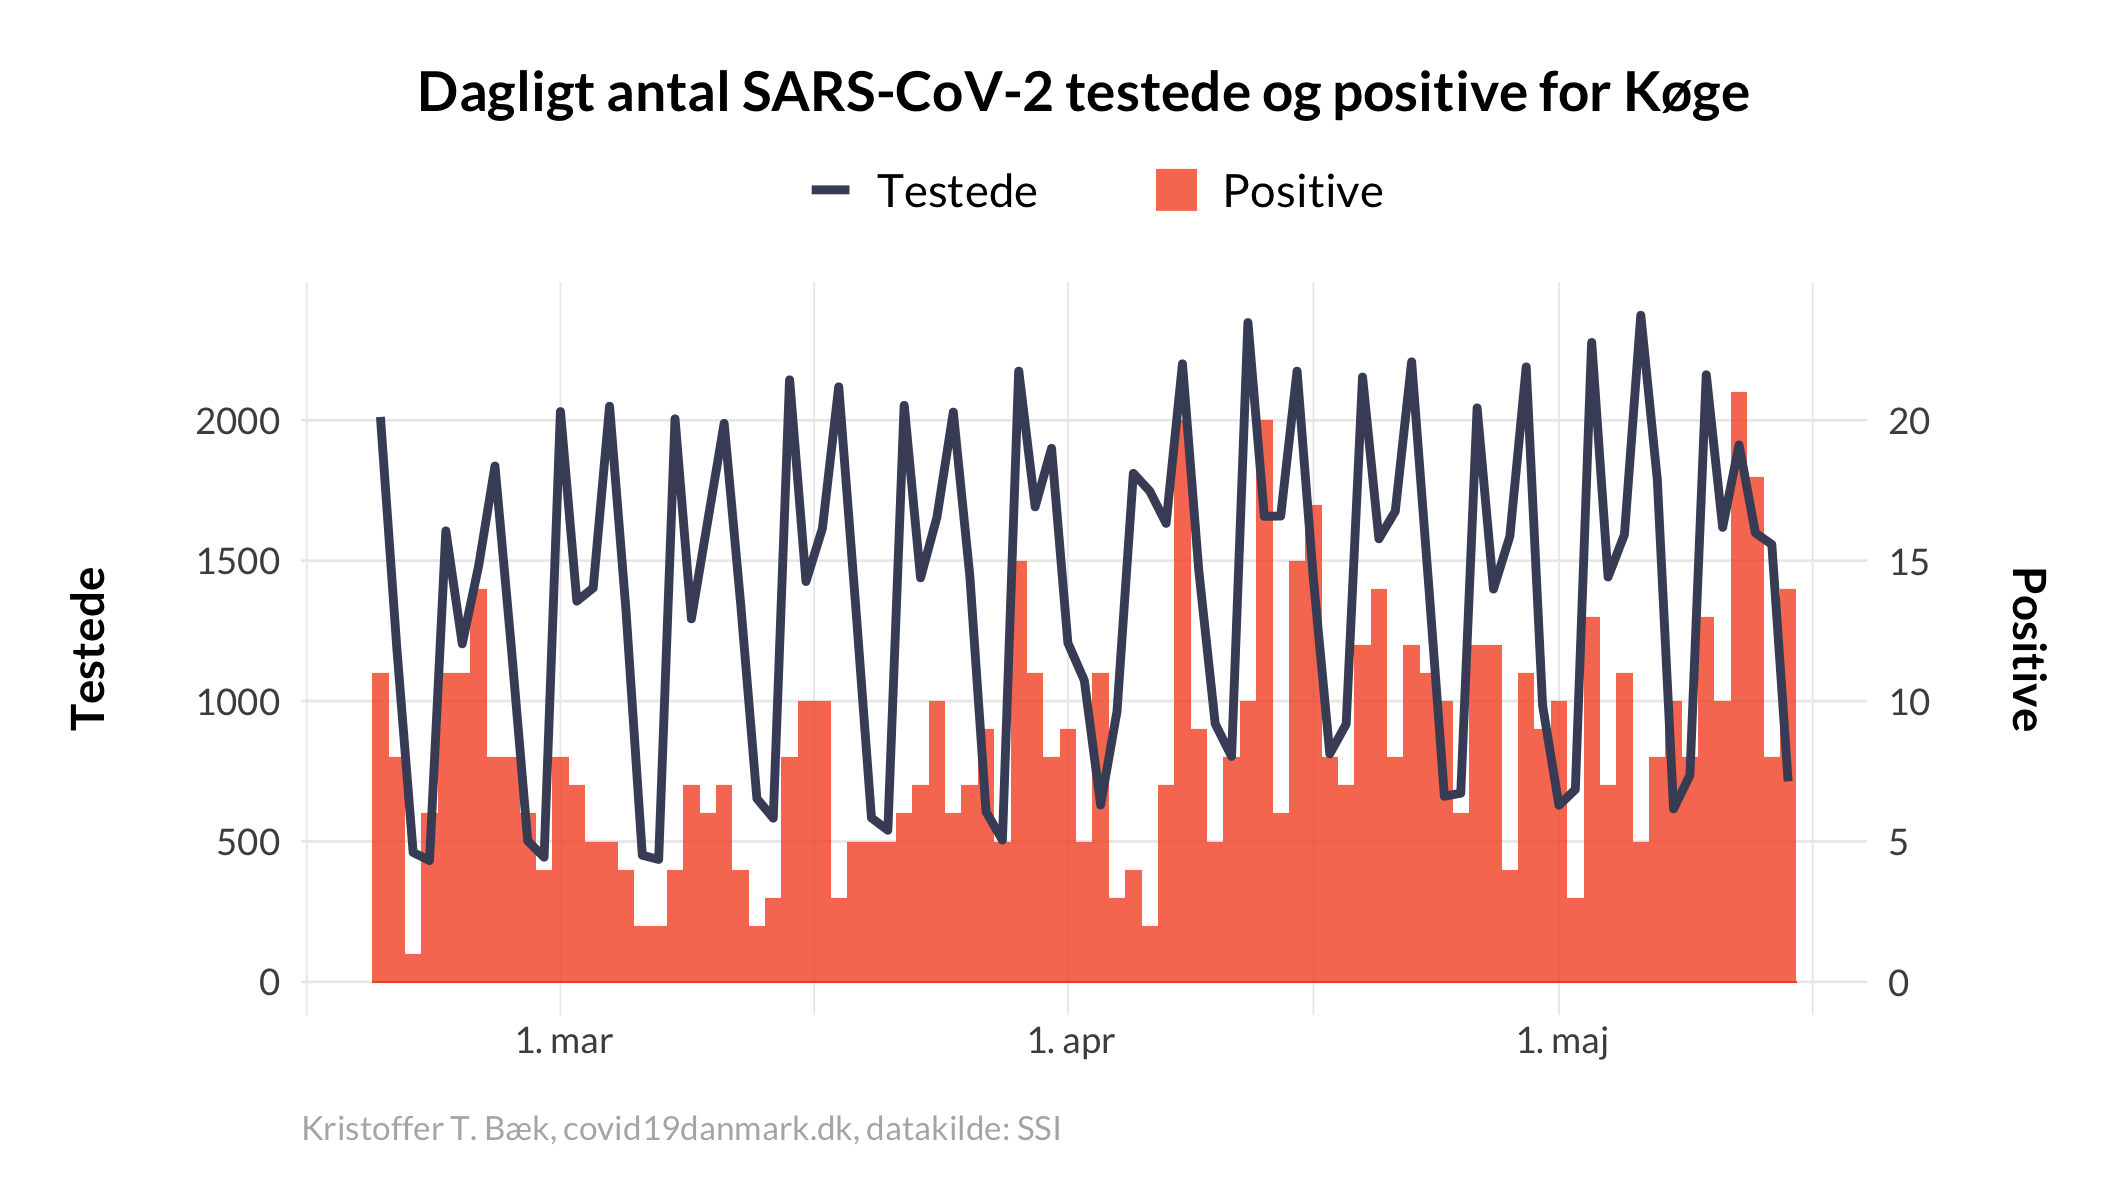 Dagligt antal SARS-CoV-2 testede og positive for Køge
Testede Positive
Testede
2000
1500
1000
500
0
20
15
10
5
0
Positive
1. mar 1. apr 1. maj
Kristoffer T. Bæk, covid19danmark.dk, datakilde: SSI